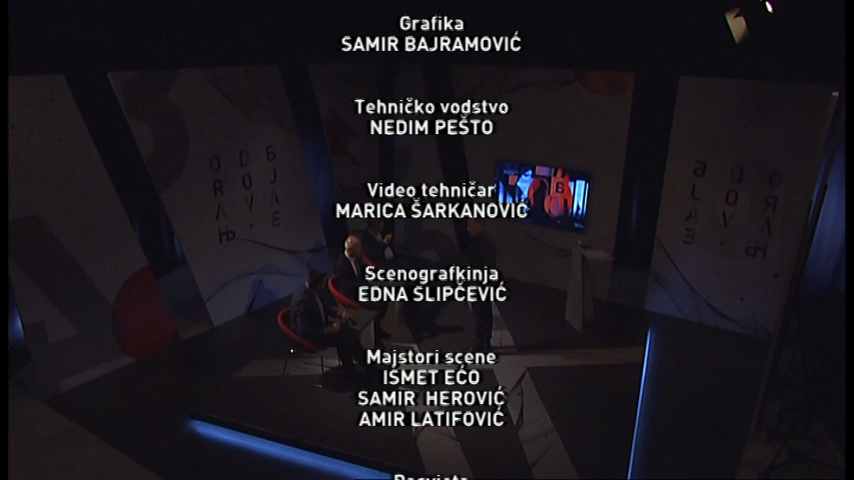 Grafika
SAMIR BAJRAMOVIĆ
Tehničko vodstvo
NEDIM PEŠTO
Video tehničar
MARICA ŠARKANOVIĆ
Scenografkinja
EDNA SLIPČEVIĆ
Majstori scene
ISMET EĆO
SAMIR HEROVIĆ
AMIR LATIFOVIĆ